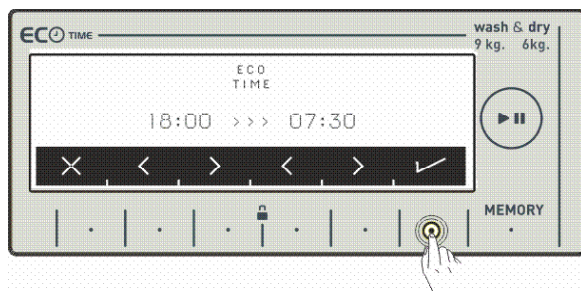 ECO TIME
wash & dry
9 kg. 6kg.
ECO
TIME
18:00 >>> 07:30
MEMORY